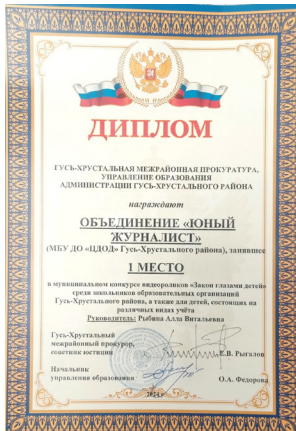 ДИПЛОМ
ГУСЬ-ХРУСТАЛЬНАЯ МЕЖРАЙОННАЯ ПРОКУРАТУРА,
УПРАВЛЕНИЕ ОБРАЗОВАНИЯ
АДМИНИСТРАЦИИ ГУСЬ-ХРУСТАЛЬНОГО РАЙОНА
награждают
ОБЪЕДИНЕНИЕ «ЮНЫЙ
ЖУРНАЛИСТ»
(МБУ ДО «ЦДОД» Гусь-Хрустального района), занявшее
1 МЕСТО
в муниципальном конкурсе видеороликов «Закон глазами детей»
среди школьников образовательных организаций
Гусь-Хрустального района, а также для детей, состоящих на
различных видах учёта
Руководитель: Рыбина Алла Витальевна
Гусь-Хрустальный
межрайонный прокурор,
советник юстиции
Е.В. Рыгалов
Начальник
управления образования
О.А. Федорова
2024 г